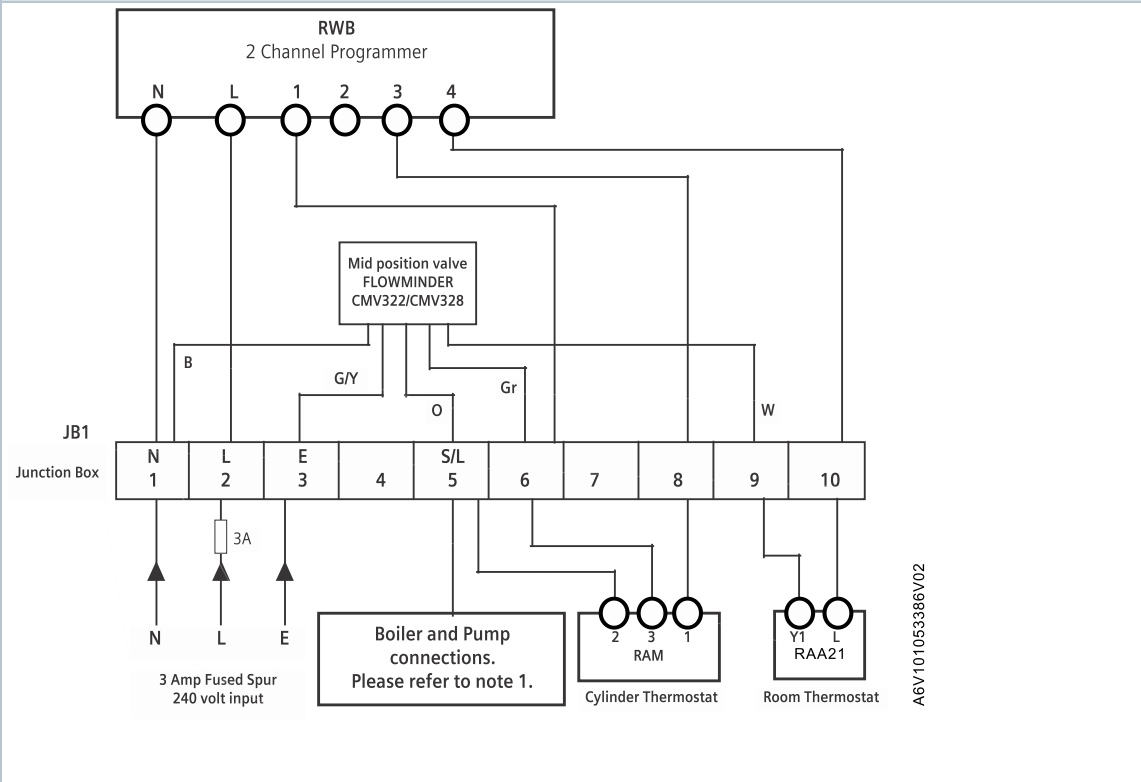 RWB
2 Channel Programmer
N L 1 2 3 4
Mid position valve
FLOWMINDER
CMV322/CMV328
B
G/Y
Gr
O
W
JB1
Junction Box
N L E S/L
1 2 3 4 5 6 7 8 9 10
3A
N L E
3 Amp Fused Spur
240 volt input
Boiler and Pump
connections.
Please refer to note 1.
2 3 1
RAM
Cylinder Thermostat
Y1 L
RAA21
Room Thermostat
A6V101053386V02